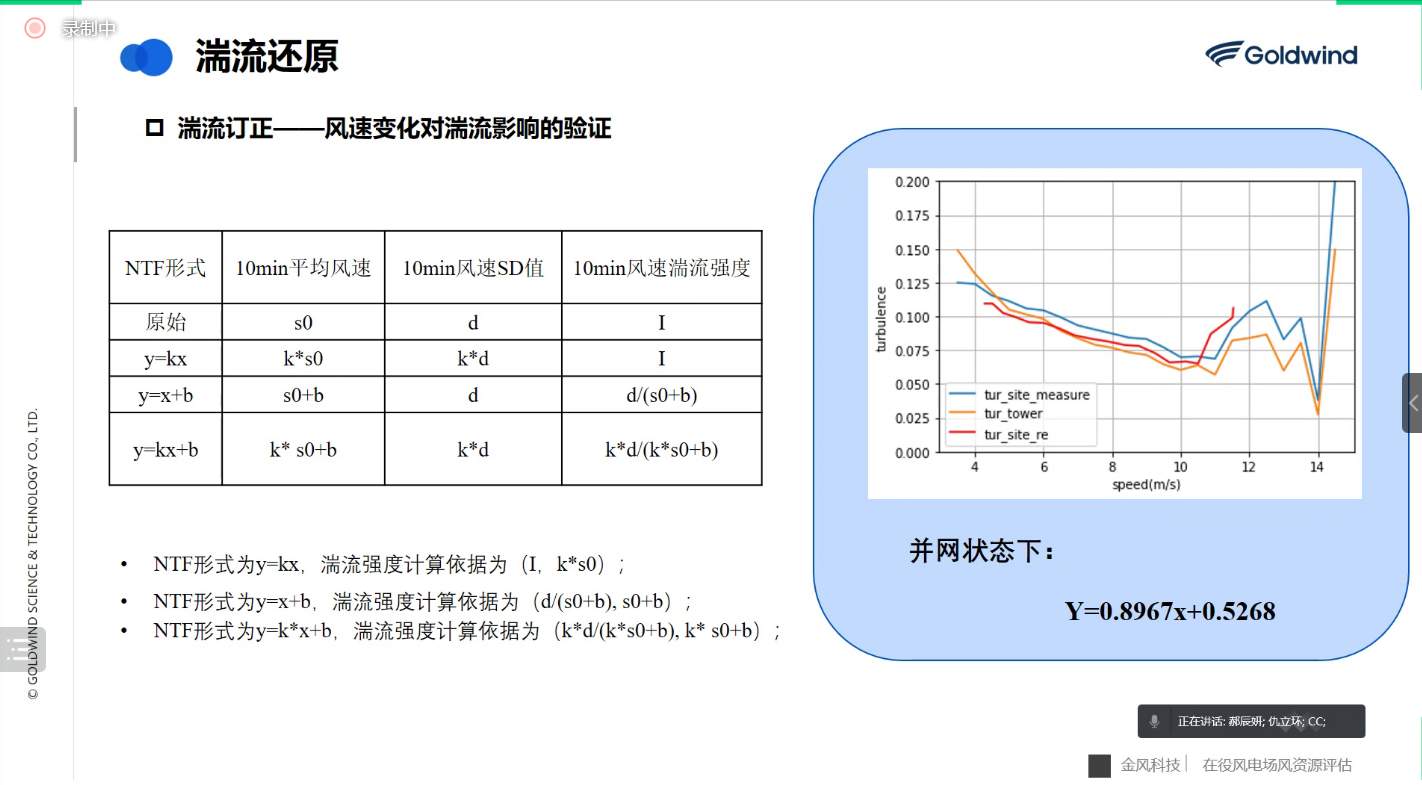 录制中
湍流还原
Goldwind
湍流订正——风速变化对湍流影响的验证
NTF形式 10min平均风速 10min风速SD值 10min风速湍流强度
原始 s0 d I
y=kx k*s0 k*d I
y=x+b s0+b d d/(s0+b)
y=kx+b k* s0+b k*d k*d/(k*s0+b)
• NTF形式为y=kx，湍流强度计算依据为（I，k*s0）；
• NTF形式为y=x+b，湍流强度计算依据为（d/(s0+b), s0+b）；
• NTF形式为y=k*x+b，湍流强度计算依据为（k*d/(k*s0+b), k* s0+b）；
turbulence
0.200
0.175
0.150
0.125
0.100
0.075
0.050
0.025
0.000
tur_site_measure
tur_tower
tur_site_re
4 6 8 10 12 14
speed(m/s)
并网状态下：
Y=0.8967x+0.5268
© GOLDWIND SCIENCE & TECHNOLOGY CO., LTD.
正在讲话: 郝辰妍; 仇立环; CC;
金风科技 在役风电场风资源评估